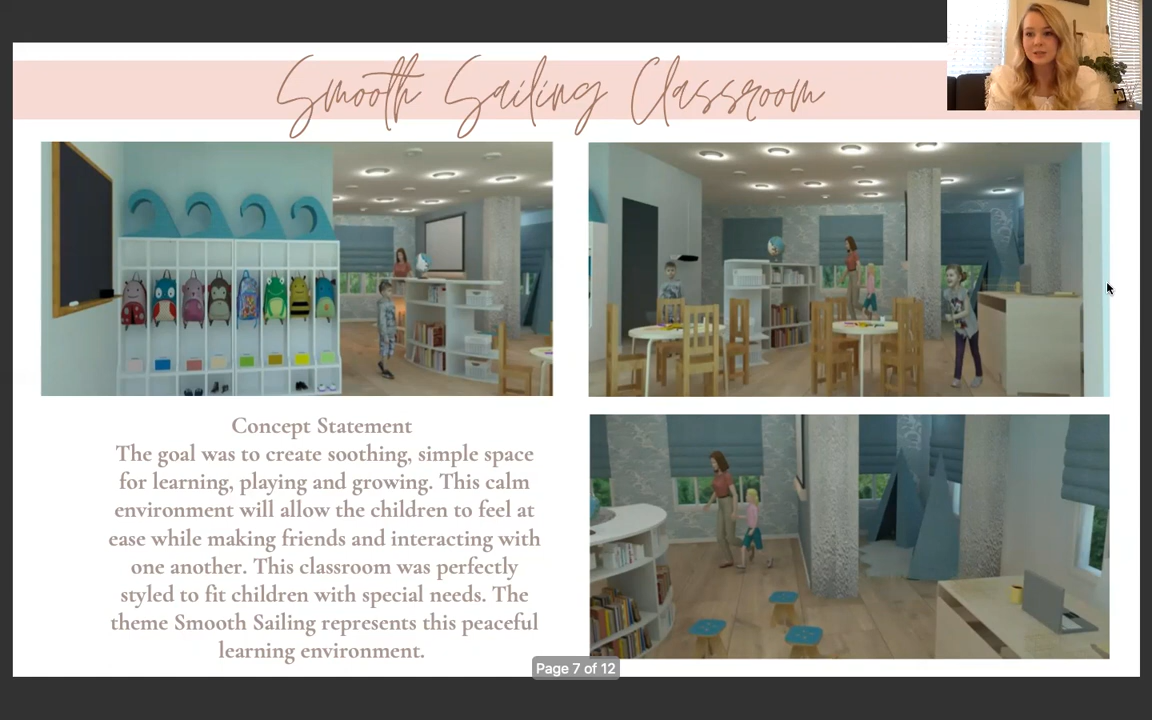 Smooth Sailing Classroom
Concept Statement
The goal was to create soothing, simple space
for learning, playing and growing. This calm
environment will allow the children to feel at
ease while making friends and interacting with
one another. This classroom was perfectly
styled to fit children with special needs. The
theme Smooth Sailing represents this peaceful
learning environment.
Page 7 of 12